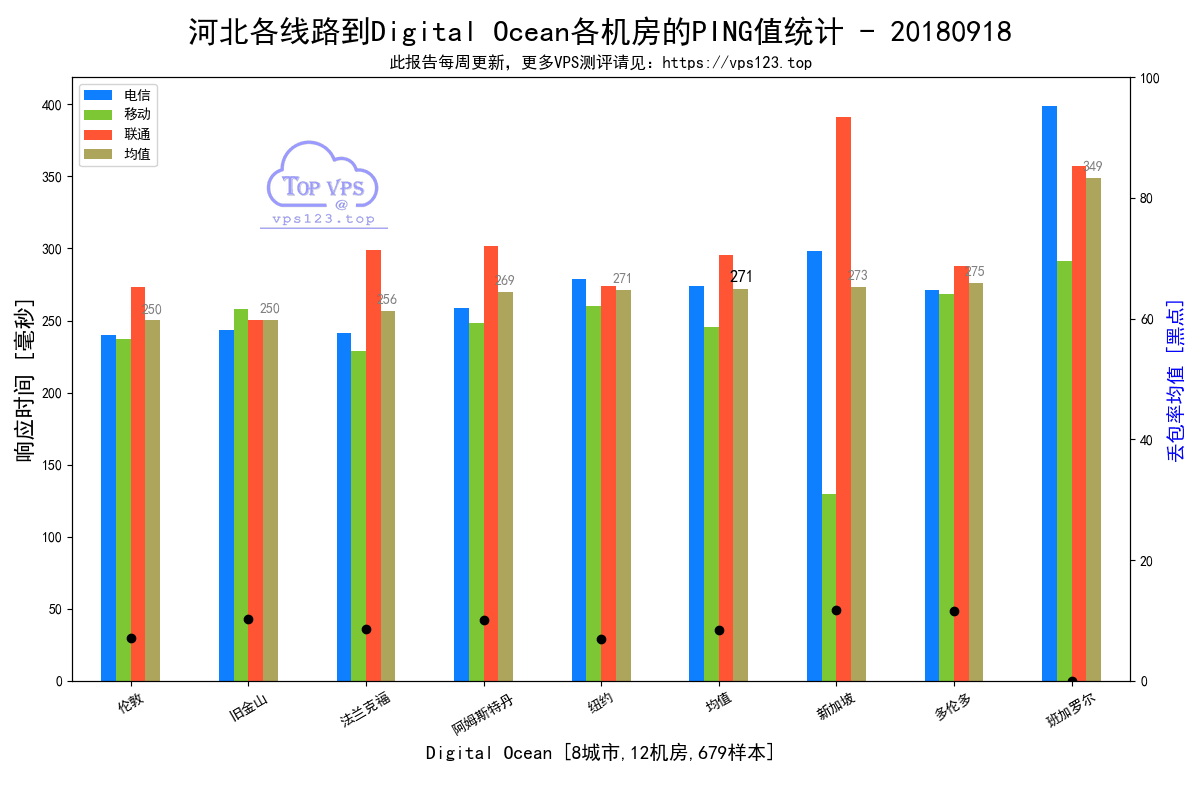 河北各线路到Digital Ocean各机房的PING值统计 - 20180918
此报告每周更新，更多VPS测评请见：https://vps123.top
电信
移动
联通
均值
TOP VPS
@
vps123.top
响应时间 [毫秒]
400
350
300
250
200
150
100
50
0
250
250
256
269
271
271
273
275
349
100
80
60
40
20
0
丢包率均值 [黑点]
伦敦
旧金山
法兰克福
阿姆斯特丹
纽约
均值
新加坡
多伦多
班加罗尔
Digital Ocean [8城市,12机房,679样本]